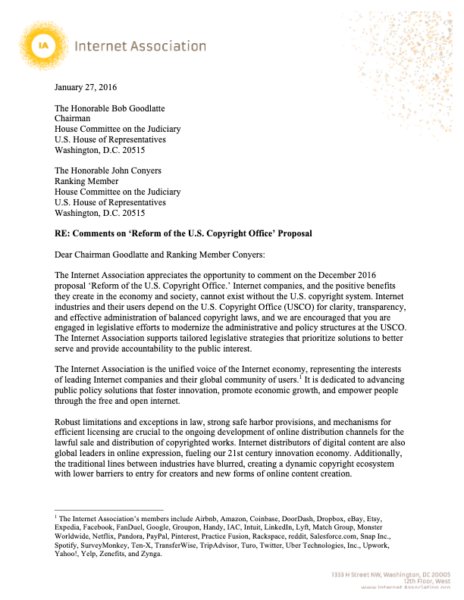 IA Internet Association
January 27, 2016
The Honorable Bob Goodlatte
Chairman
House Committee on the Judiciary
U.S. House of Representatives
Washington, D.C. 20515
The Honorable John Conyers
Ranking Member
House Committee on the Judiciary
U.S. House of Representatives
Washington, D.C. 20515
RE: Comments on ‘Reform of the U.S. Copyright Office’ Proposal
Dear Chairman Goodlatte and Ranking Member Conyers:
The Internet Association appreciates the opportunity to comment on the December 2016
proposal ‘Reform of the U.S. Copyright Office.’ Internet companies, and the positive benefits
they create in the economy and society, cannot exist without the U.S. copyright system. Internet
industries and their users depend on the U.S. Copyright Office (USCO) for clarity, transparency,
and effective administration of balanced copyright laws, and we are encouraged that you are
engaged in legislative efforts to modernize the administrative and policy structures at the USCO.
The Internet Association supports tailored legislative strategies that prioritize solutions to better
serve and provide accountability to the public interest.
The Internet Association is the unified voice of the Internet economy, representing the interests
of leading Internet companies and their global community of users.¹ It is dedicated to advancing
public policy solutions that foster innovation, promote economic growth, and empower people
through the free and open internet.
Robust limitations and exceptions in law, strong safe harbor provisions, and mechanisms for
efficient licensing are crucial to the ongoing development of online distribution channels for the
lawful sale and distribution of copyrighted works. Internet distributors of digital content are also
global leaders in online expression, fueling our 21st century innovation economy. Additionally,
the traditional lines between industries have blurred, creating a dynamic copyright ecosystem
with lower barriers to entry for creators and new forms of online content creation.
¹ The Internet Association’s members include Airbnb, Amazon, Coinbase, DoorDash, Dropbox, eBay, Etsy,
Expedia, Facebook, FanDuel, Google, Groupon, Handy, IAC, Intuit, LinkedIn, Lyft, Match Group, Monster
Worldwide, Netflix, Pandora, PayPal, Pinterest, Practice Fusion, Rackspace, reddit, Salesforce.com, Snap Inc.,
Spotify, SurveyMonkey, Ten-X, TransferWise, TripAdvisor, Turo, Twitter, Uber Technologies, Inc., Upwork,
Yahoo!, Yelp, Zenefits, and Zynga.
1333 H Street NW, Washington, DC 20005
12th Floor, West
www.internetassociation.com